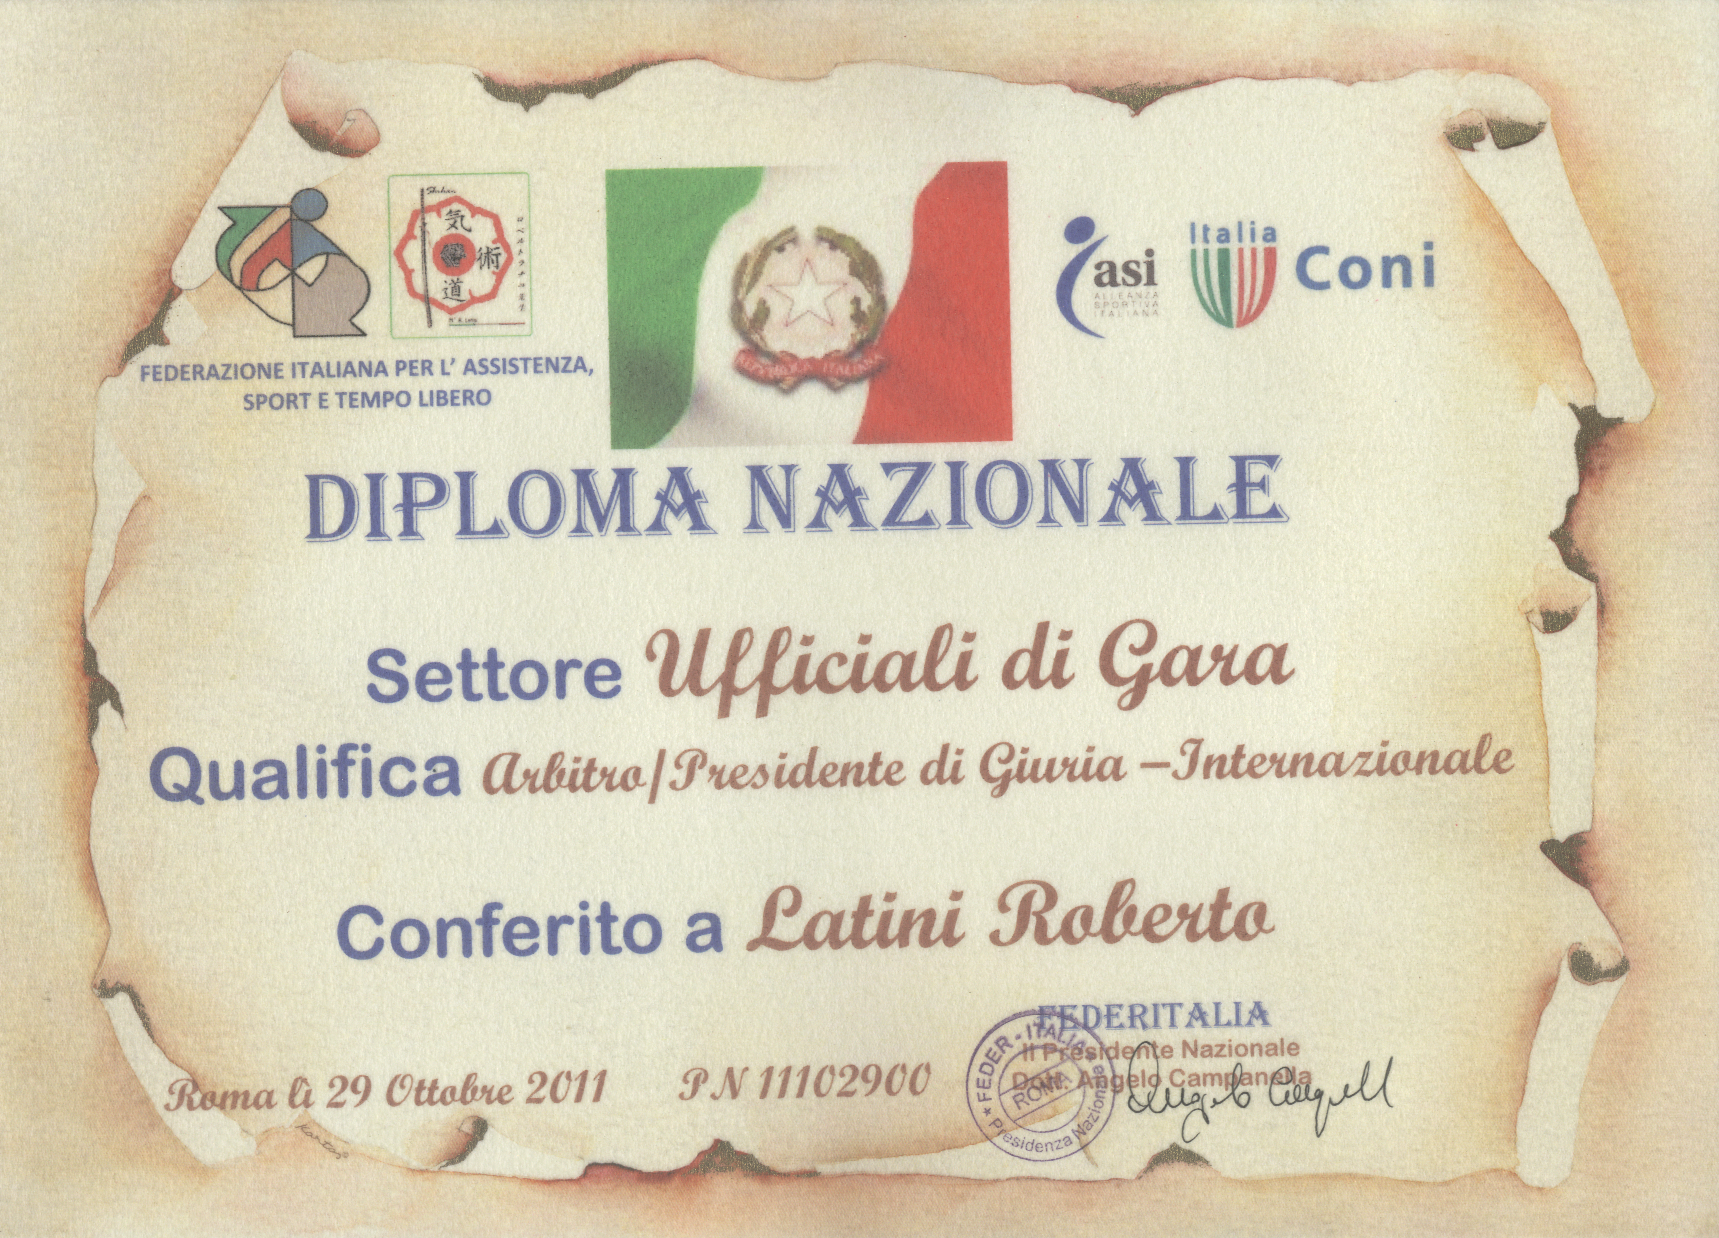 気
術
道
FEDERAZIONE ITALIANA PER L' ASSISTENZA,
SPORT E TEMPO LIBERO
REPUBBLICA ITALIANA
asi
ALLEANZA
SPORTIVA
ITALIANA
Italia
Coni
DIPLOMA NAZIONALE
Settore Ufficiali di Gara
Qualifica Arbitro/Presidente di Giuria –Internazionale
Conferito a Latini Roberto
Roma lì 29 Ottobre 2011 PN 11102900
FEDERITALIA
Il Presidente Nazionale
Dott. Angelo Campanella
★ FEDER - ITALIA ★
ROMA
Presidenza Nazionale